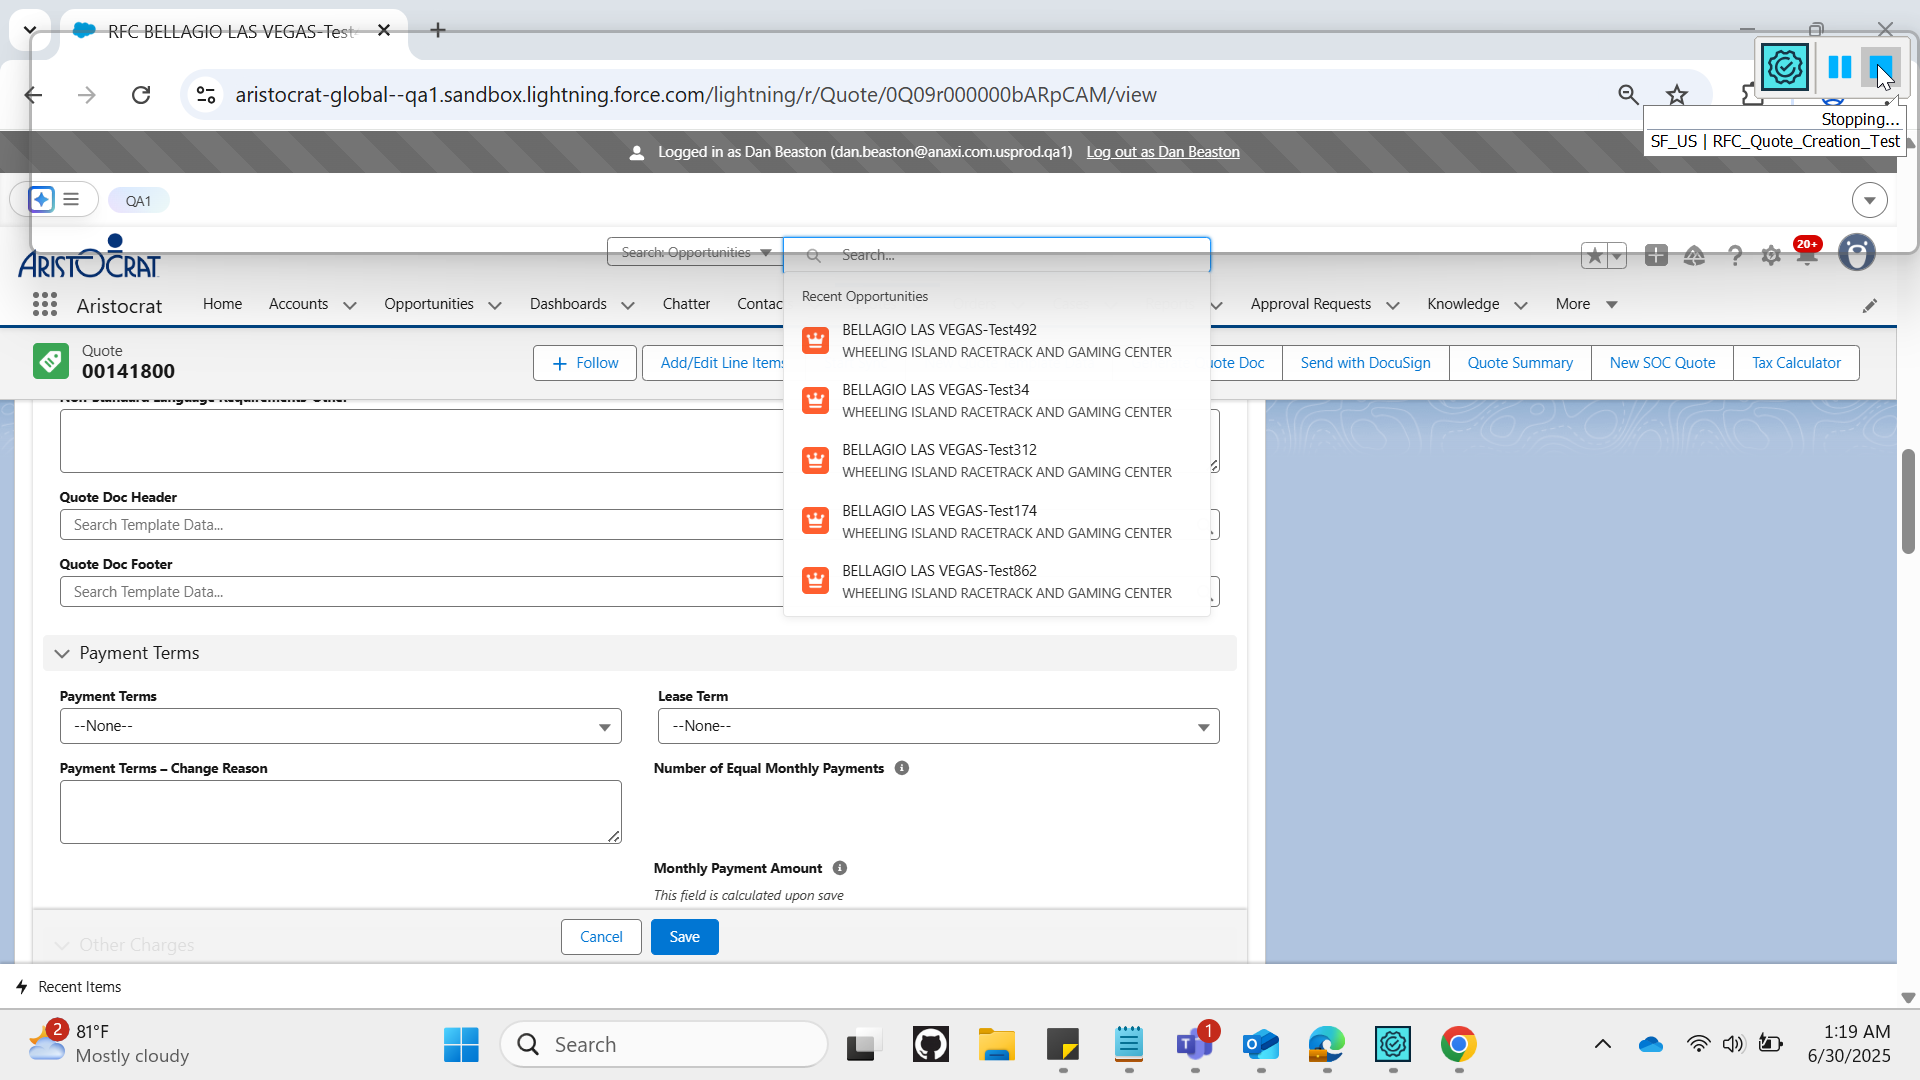 RFC BELLAGIO LAS VEGAS-Test
aristocrat-global--qa1.sandbox.lightning.force.com/lightning/r/Quote/0Q09r000000bARpCAM/view
Stopping...
SF_US | RFC_Quote_Creation_Test
Logged in as Dan Beaston (dan.beaston@anaxi.com.usprod.qa1) Log out as Dan Beaston
QA1
ARISTOCRAT
Search: Opportunities
Search...
20+
Aristocrat
Home
Accounts
Opportunities
Dashboards
Chatter
Contac
Approval Requests
Knowledge
More
Recent Opportunities
BELLAGIO LAS VEGAS-Test492
WHEELING ISLAND RACETRACK AND GAMING CENTER
BELLAGIO LAS VEGAS-Test34
WHEELING ISLAND RACETRACK AND GAMING CENTER
BELLAGIO LAS VEGAS-Test312
WHEELING ISLAND RACETRACK AND GAMING CENTER
BELLAGIO LAS VEGAS-Test174
WHEELING ISLAND RACETRACK AND GAMING CENTER
BELLAGIO LAS VEGAS-Test862
WHEELING ISLAND RACETRACK AND GAMING CENTER
Quote
00141800
Follow
Add/Edit Line Items
uote Doc
Send with DocuSign
Quote Summary
New SOC Quote
Tax Calculator
Non-Standard Language Requirements-Other
Quote Doc Header
Search Template Data...
Quote Doc Footer
Search Template Data...
Payment Terms
Payment Terms
--None--
Lease Term
--None--
Payment Terms – Change Reason
Number of Equal Monthly Payments
Monthly Payment Amount
This field is calculated upon save
Other Charges
Cancel
Save
Recent Items
2
81°F
Mostly cloudy
Search
1
1:19 AM
6/30/2025